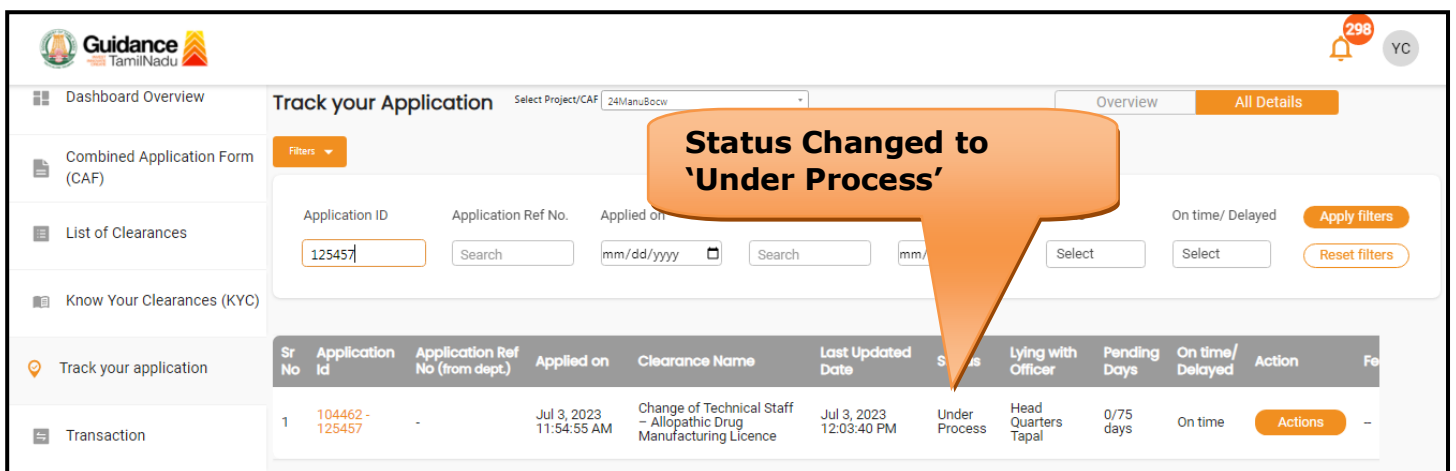 Guidance
TamilNadu
298
YC
Dashboard Overview
Combined Application Form
(CAF)
List of Clearances
Know Your Clearances (KYC)
Track your application
Transaction
Track your Application
Select Project/CAF
24ManuBocw
Overview
All Details
Filters
Status Changed to
‘Under Process’
Application ID
Application Ref No.
Applied on
On time/ Delayed
Apply filters
125457
Search
mm/dd/yyyy
Search
mm/
Select
Select
Reset filters
Sr
No
Application
Id
Application Ref
No (from dept.)
Applied on
Clearance Name
Last Updated
Date
Lying with
Officer
Pending
Days
On time/
Delayed
Action
Fe
1
104462 -
125457
-
Jul 3, 2023
11:54:55 AM
Change of Technical Staff
– Allopathic Drug
Manufacturing Licence
Jul 3, 2023
12:03:40 PM
Under
Process
Head
Quarters
Tapal
0/75
days
On time
Actions
–